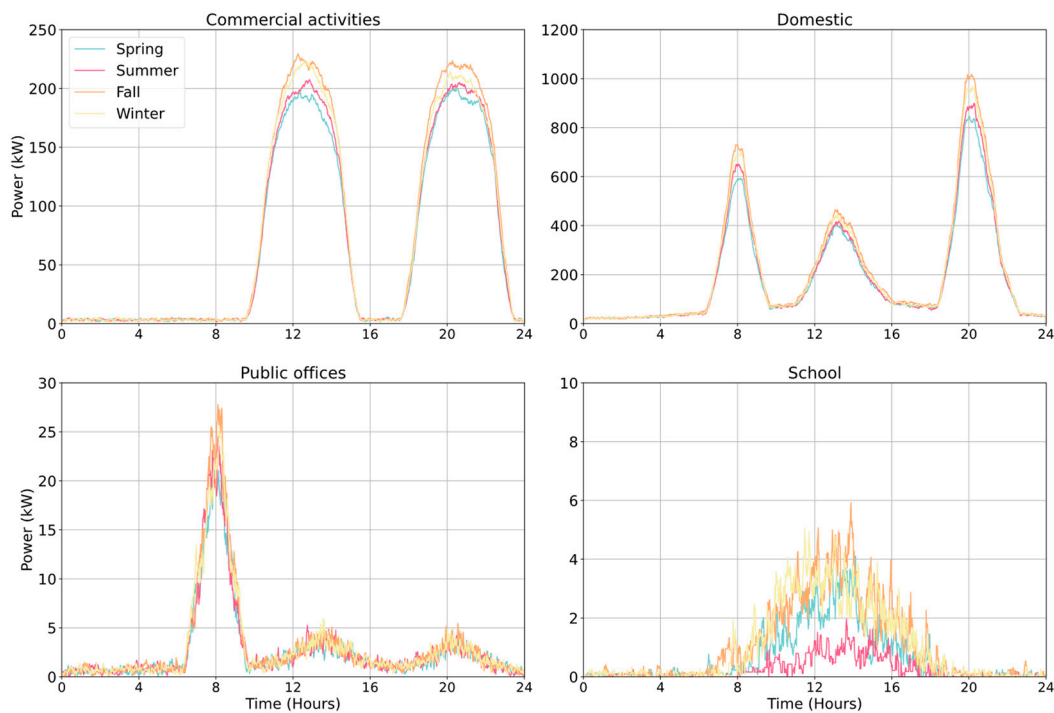 Commercial activities
250
200
150
100
50
0
Power (kW)
Spring
Summer
Fall
Winter
0 4 8 12 16 20 24
Domestic
1200
1000
800
600
400
200
0
0 4 8 12 16 20 24
Public offices
30
25
20
15
10
5
0
Power (kW)
0 4 8 12 16 20 24
Time (Hours)
School
10
8
6
4
2
0
0 4 8 12 16 20 24
Time (Hours)